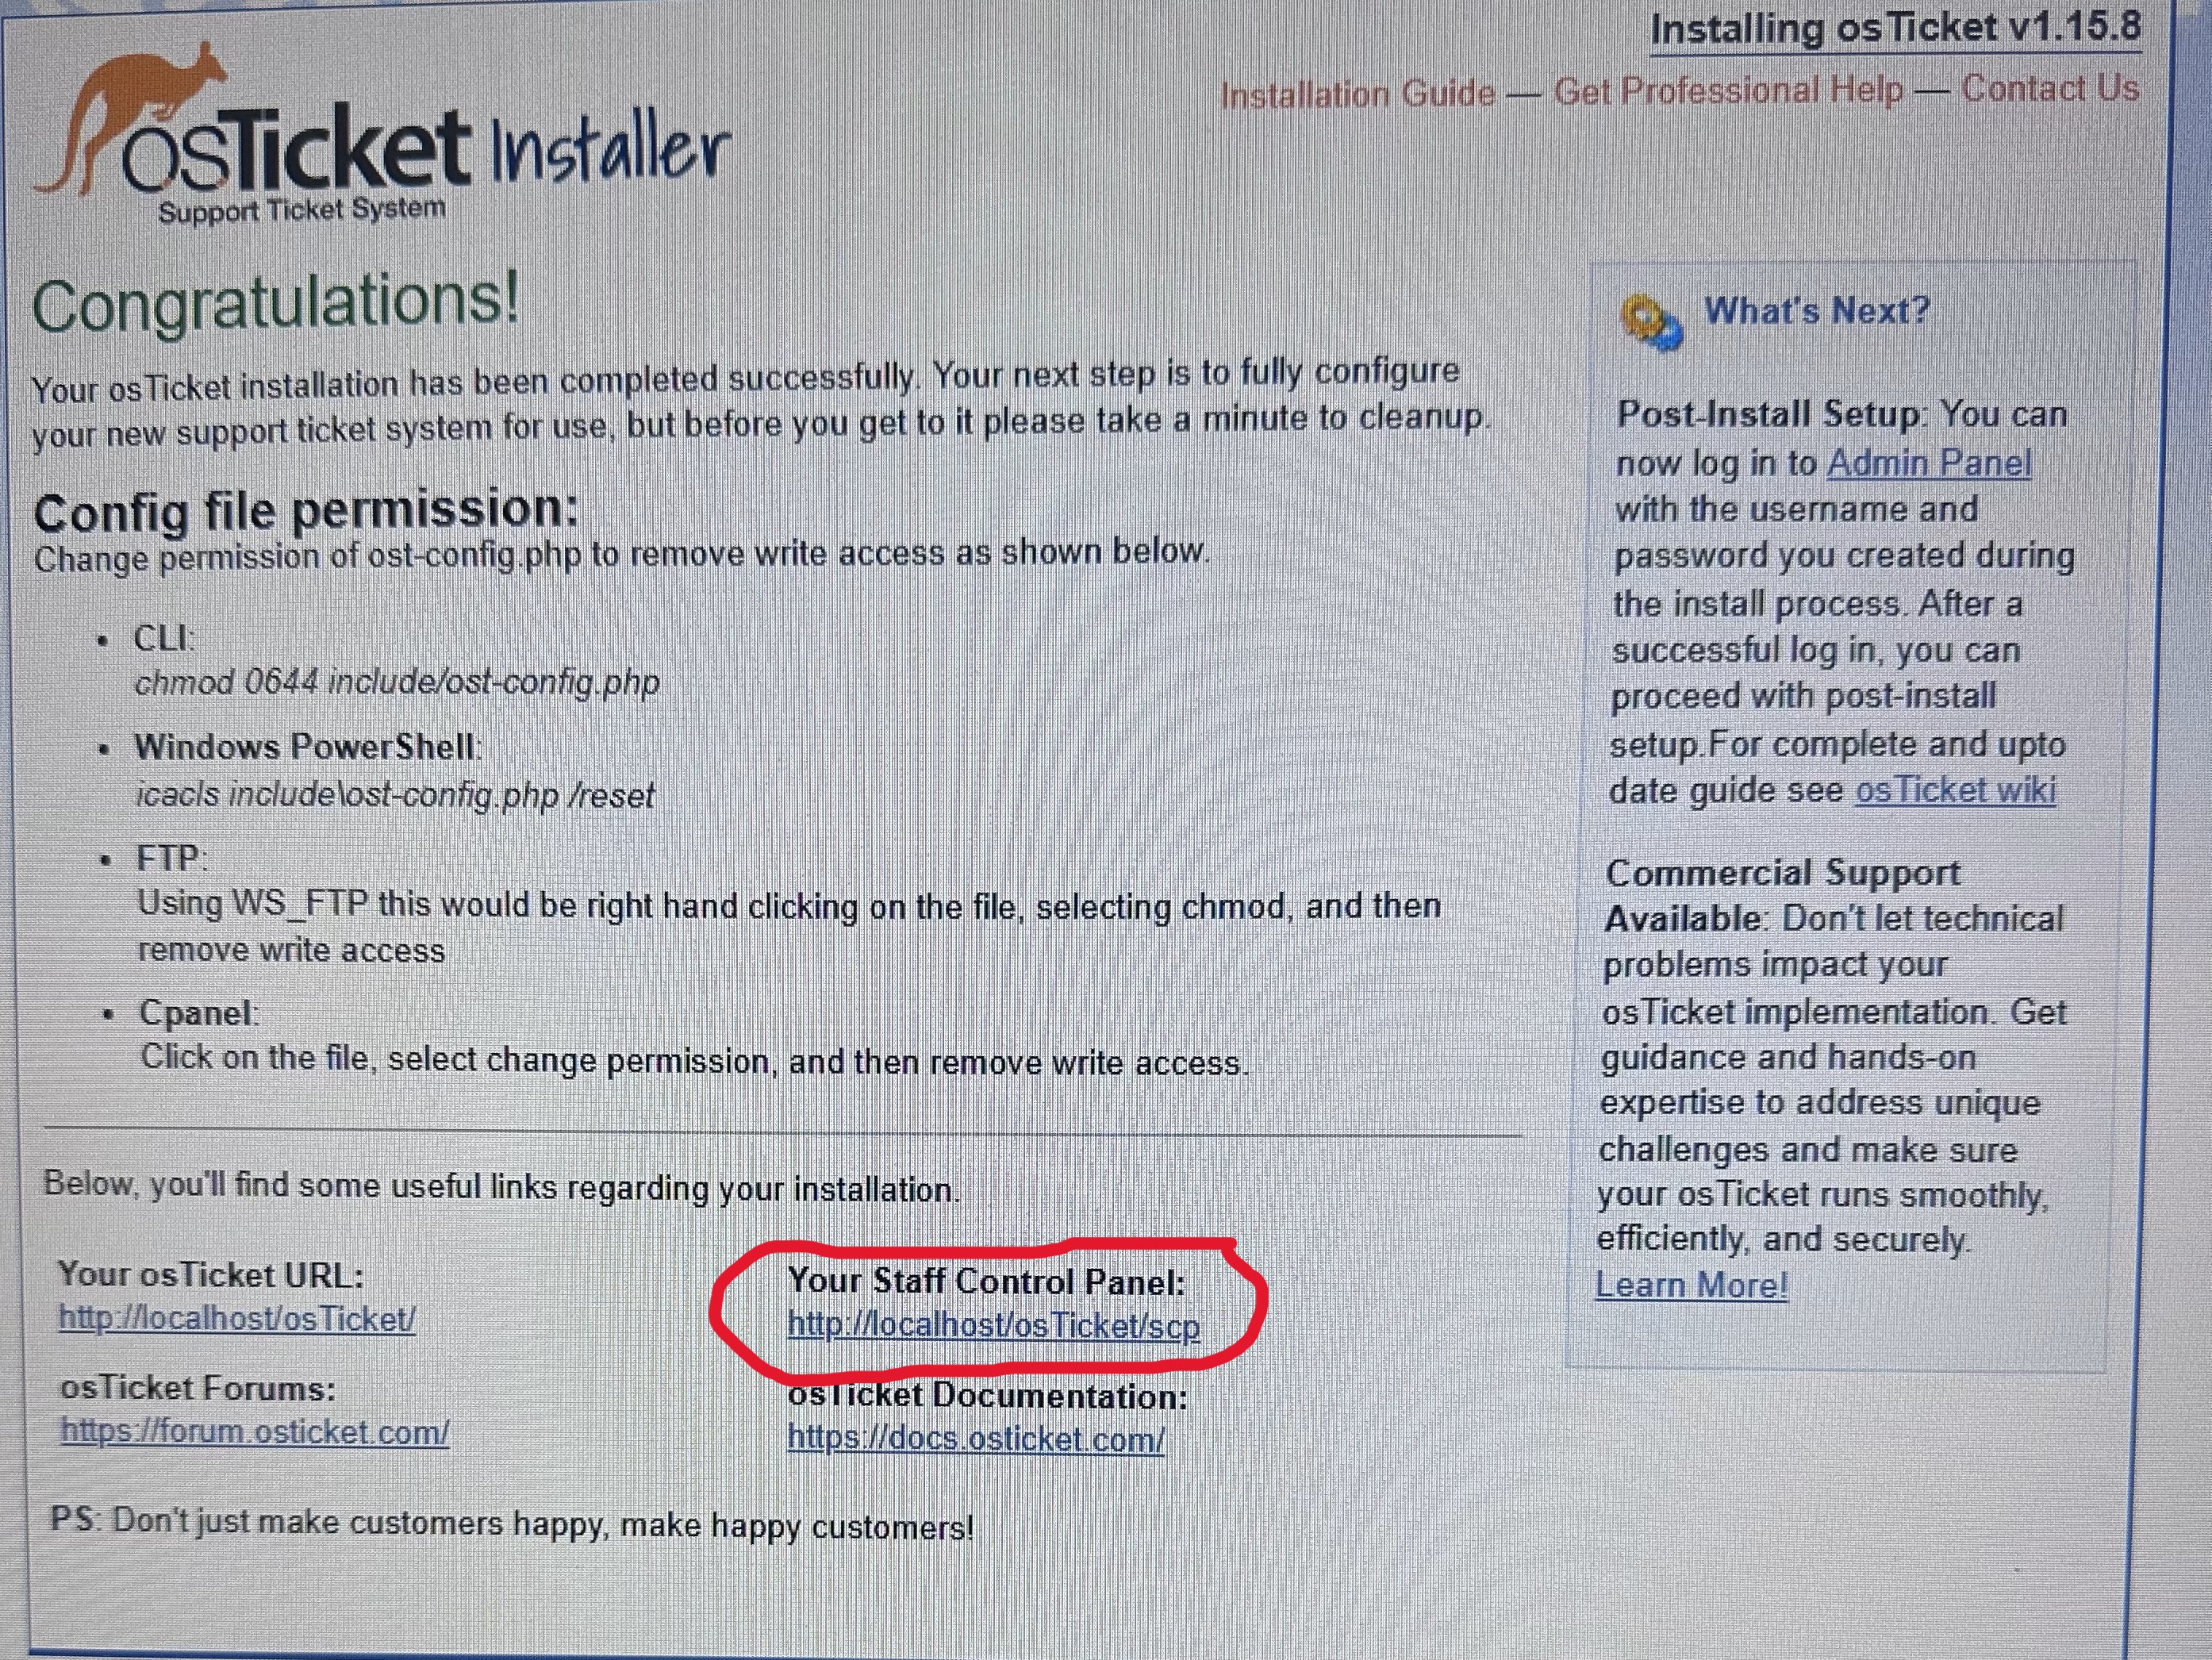 Installing osTicket v1.15.8
Installation Guide — Get Professional Help — Contact Us
osTicket Installer
Support Ticket System
Congratulations!
Your osTicket installation has been completed successfully. Your next step is to fully configure
your new support ticket system for use, but before you get to it please take a minute to cleanup.
Config file permission:
Change permission of ost-config.php to remove write access as shown below.
• CLI:
chmod 0644 include/ost-config.php
• Windows PowerShell:
icacls include\ost-config.php /reset
• FTP:
Using WS_FTP this would be right hand clicking on the file, selecting chmod, and then
remove write access
• Cpanel:
Click on the file, select change permission, and then remove write access.
Below, you'll find some useful links regarding your installation.
Your osTicket URL:
http://localhost/osTicket/
Your Staff Control Panel:
http://localhost/osTicket/scp
osTicket Forums:
https://forum.osticket.com/
osTicket Documentation:
https://docs.osticket.com/
PS: Don't just make customers happy, make happy customers!
What's Next?
Post-Install Setup: You can
now log in to Admin Panel
with the username and
password you created during
the install process. After a
successful log in, you can
proceed with post-install
setup.For complete and upto
date guide see osTicket wiki
Commercial Support
Available: Don't let technical
problems impact your
osTicket implementation. Get
guidance and hands-on
expertise to address unique
challenges and make sure
your osTicket runs smoothly,
efficiently, and securely.
Learn More!